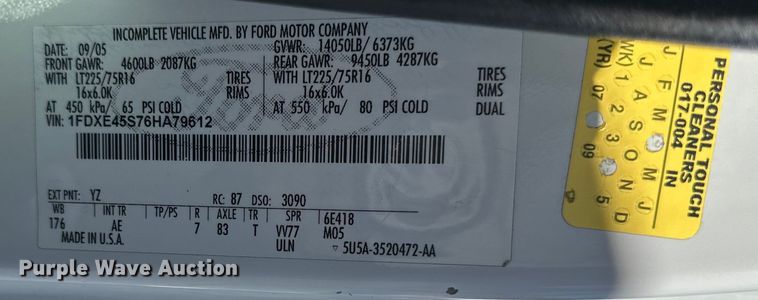 INCOMPLETE VEHICLE MFD. BY FORD MOTOR COMPANY
DATE: 09/05 GVWR: 14050LB/ 6373KG
FRONT GAWR: 4600LB 2087KG REAR GAWR: 9450LB 4287KG
WITH LT225/75R16 TIRES WITH LT225/75R16 TIRES
16x6.0K RIMS 16x6.0K RIMS
AT 450 kPa/ 65 PSI COLD AT 550 kPa/ 80 PSI COLD DUAL
VIN: 1FDXE45S76HA79612
Ford
EXT PNT: YZ RC: 87 DSO: 3090
WB INT TR TP/PS R AXLE TR SPR 6E418
176 AE 7 83 T VV77 M05
MADE IN U.S.A. ULN ▽ 5U5A-3520472-AA
PERSONAL TOUCH
CLEANERS
017-004 IN
J F M M J
(WK) 1 J A S O N D
2 3 5
(YR) 07 09 P
Purple Wave Auction